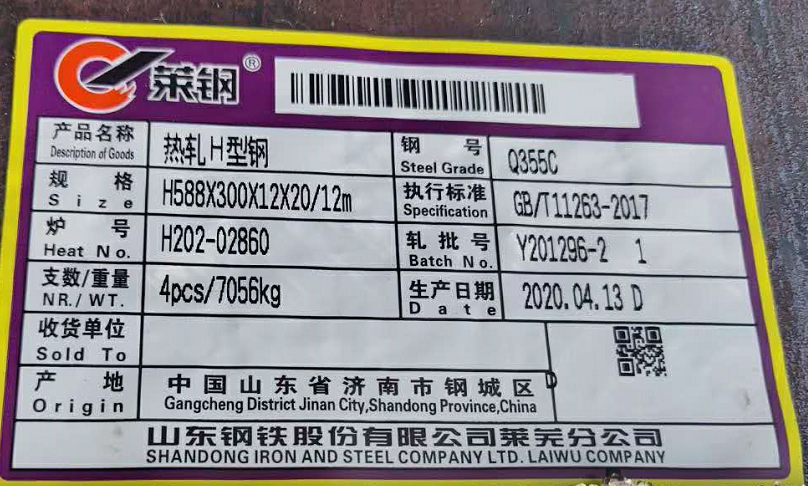 莱钢®
产品名称 热轧H型钢 钢 号 Q355C
Description of Goods Steel Grade
规 格 H588X300X12X20/12m 执行标准 GB/T11263-2017
Size Specification
炉 号 H202-02860 轧批号 Y201296-2 1
Heat No. Batch No.
支数/重量 4pcs/7056kg 生产日期 2020.04.13 D
NR./WT. Date
收货单位
Sold To
产 地 中国山东省济南市钢城区 D
Origin Gangcheng District Jinan City,Shandong Province,China
山东钢铁股份有限公司莱芜分公司
SHANDONG IRON AND STEEL COMPANY LTD. LAIWU COMPANY